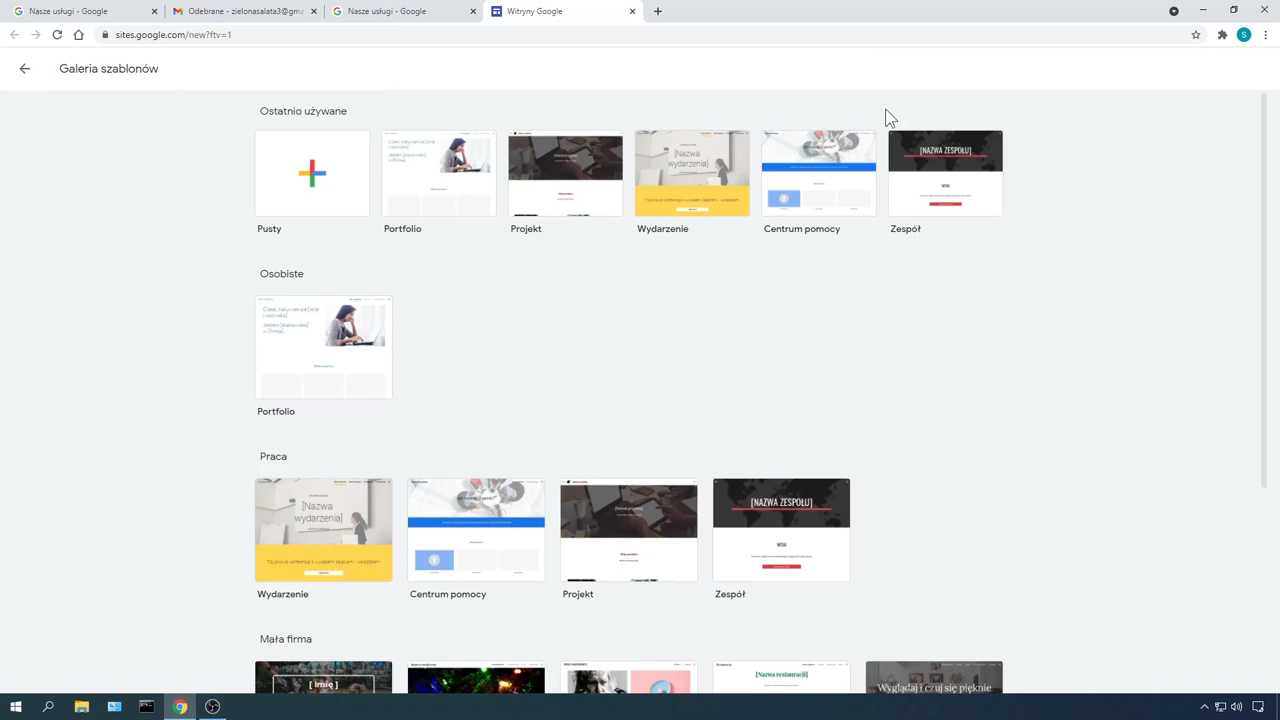 Nasze usługi - Google
Odebrane - zielonasalata3@gma
Nasze usługi - Google
Witryny Google
sites.google.com/new?ftv=1
S
Galeria szablonów
Ostatnio używane
[Nazwa
wydarzenia]
[NAZWA ZESPOŁU]
Pusty
Portfolio
Projekt
Wydarzenie
Centrum pomocy
Zespół
Osobiste
Portfolio
Praca
[Nazwa
wydarzenia]
[NAZWA ZESPOŁU]
Wydarzenie
Centrum pomocy
Projekt
Zespół
Mała firma
[ Imię ]
[Nazwa restauracji]
Wyglądaj i czuj się pięknie